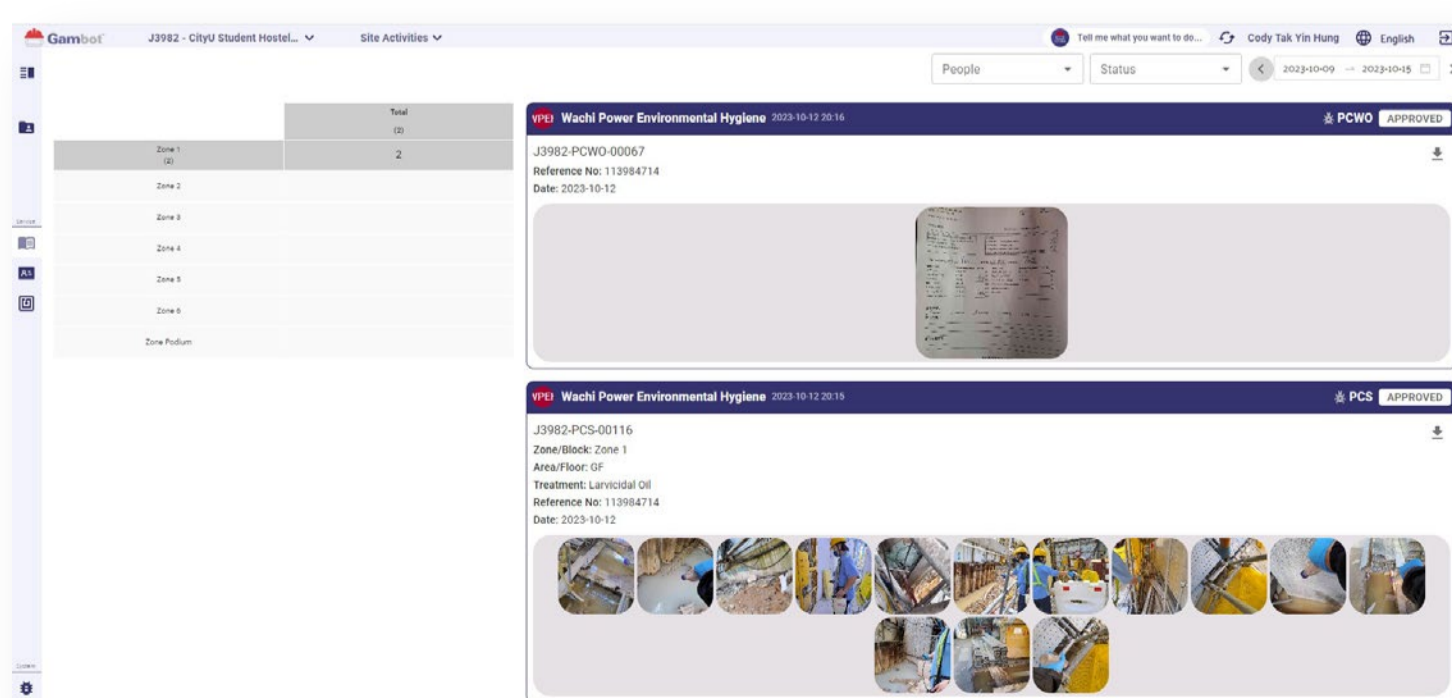 Gambot
J3982 - CityU Student Hostel...
Site Activities
Tell me what you want to do...
Cody Tak Yin Hung
English
People
Status
2023-10-09 → 2023-10-15
Total
(2)
Zone 1
(2)
2
Zone 2
Zone 3
Zone 4
Zone 5
Zone 6
Zone Podium
Wachi Power Environmental Hygiene 2023-10-12 20:16
PCWO APPROVED
J3982-PCWO-00067
Reference No: 113984714
Date: 2023-10-12
Wachi Power Environmental Hygiene 2023-10-12 20:15
PCS APPROVED
J3982-PCS-00116
Zone/Block: Zone 1
Area/Floor: GF
Treatment: Larvicidal Oil
Reference No: 113984714
Date: 2023-10-12